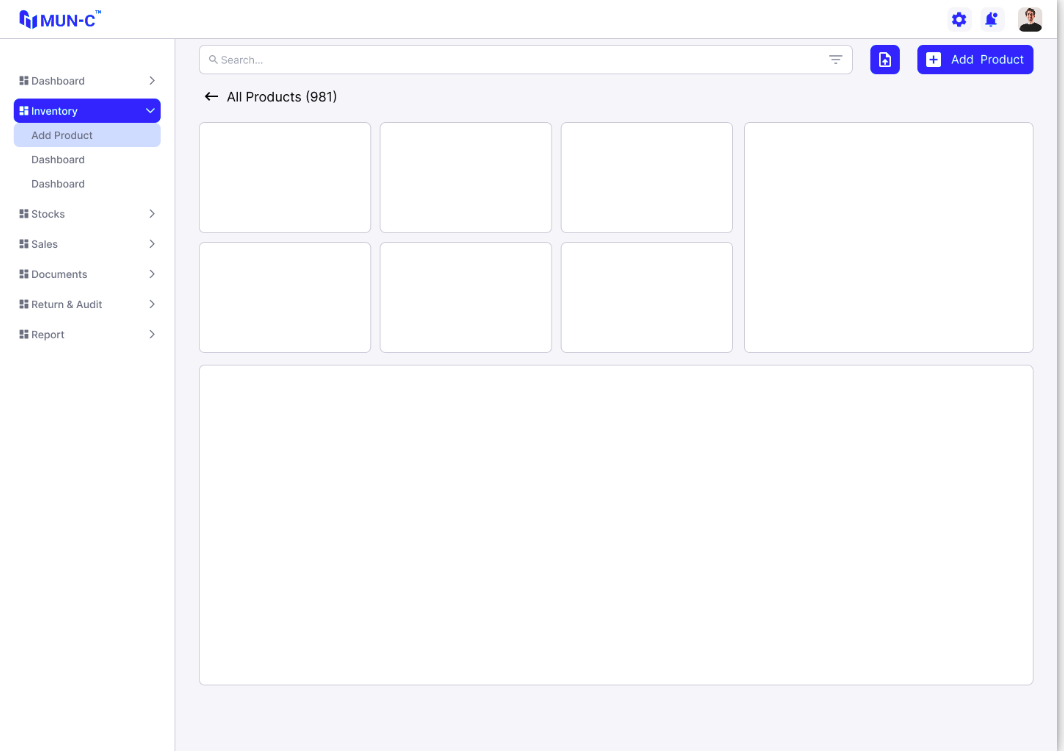 MUN-C™
Search...
Add Product
All Products (981)
Dashboard
Inventory
Add Product
Dashboard
Dashboard
Stocks
Sales
Documents
Return & Audit
Report